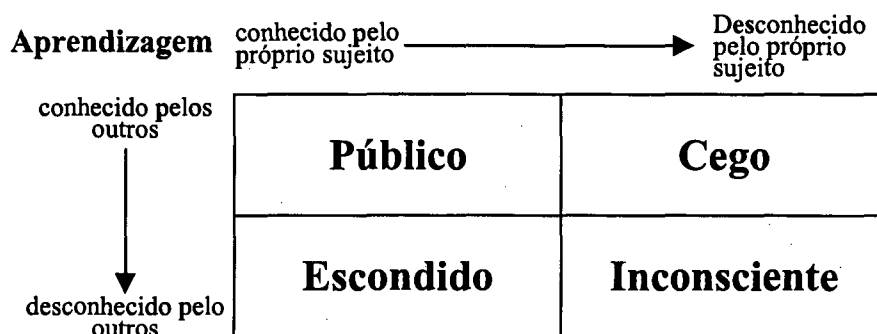 Aprendizagem
conhecido pelo
próprio sujeito
Desconhecido
pelo próprio
sujeito
conhecido pelos
outros
Público
Cego
Escondido
Inconsciente
desconhecido pelo
outros